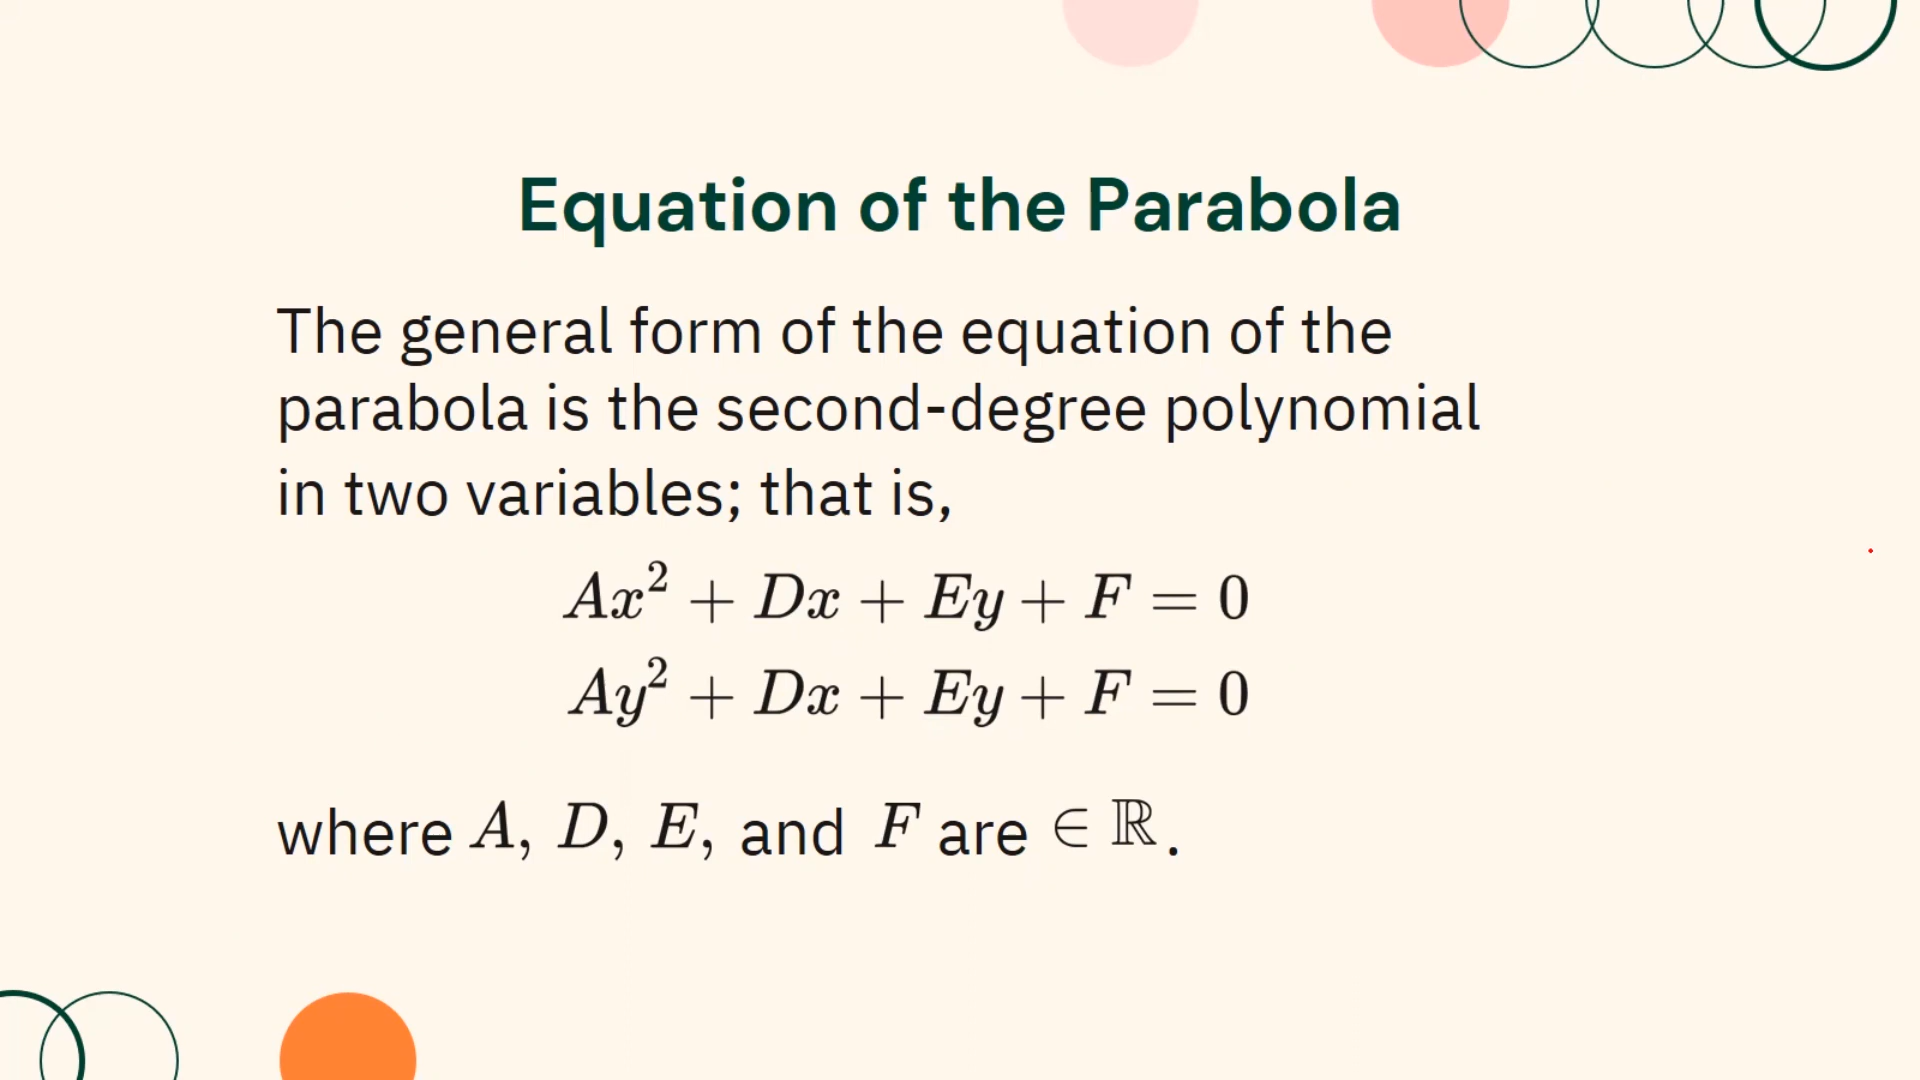 Equation of the Parabola
The general form of the equation of the
parabola is the second-degree polynomial
in two variables; that is,
Ax² + Dx + Ey + F = 0
Ay² + Dx + Ey + F = 0
where A, D, E, and F are ∈ ℝ.